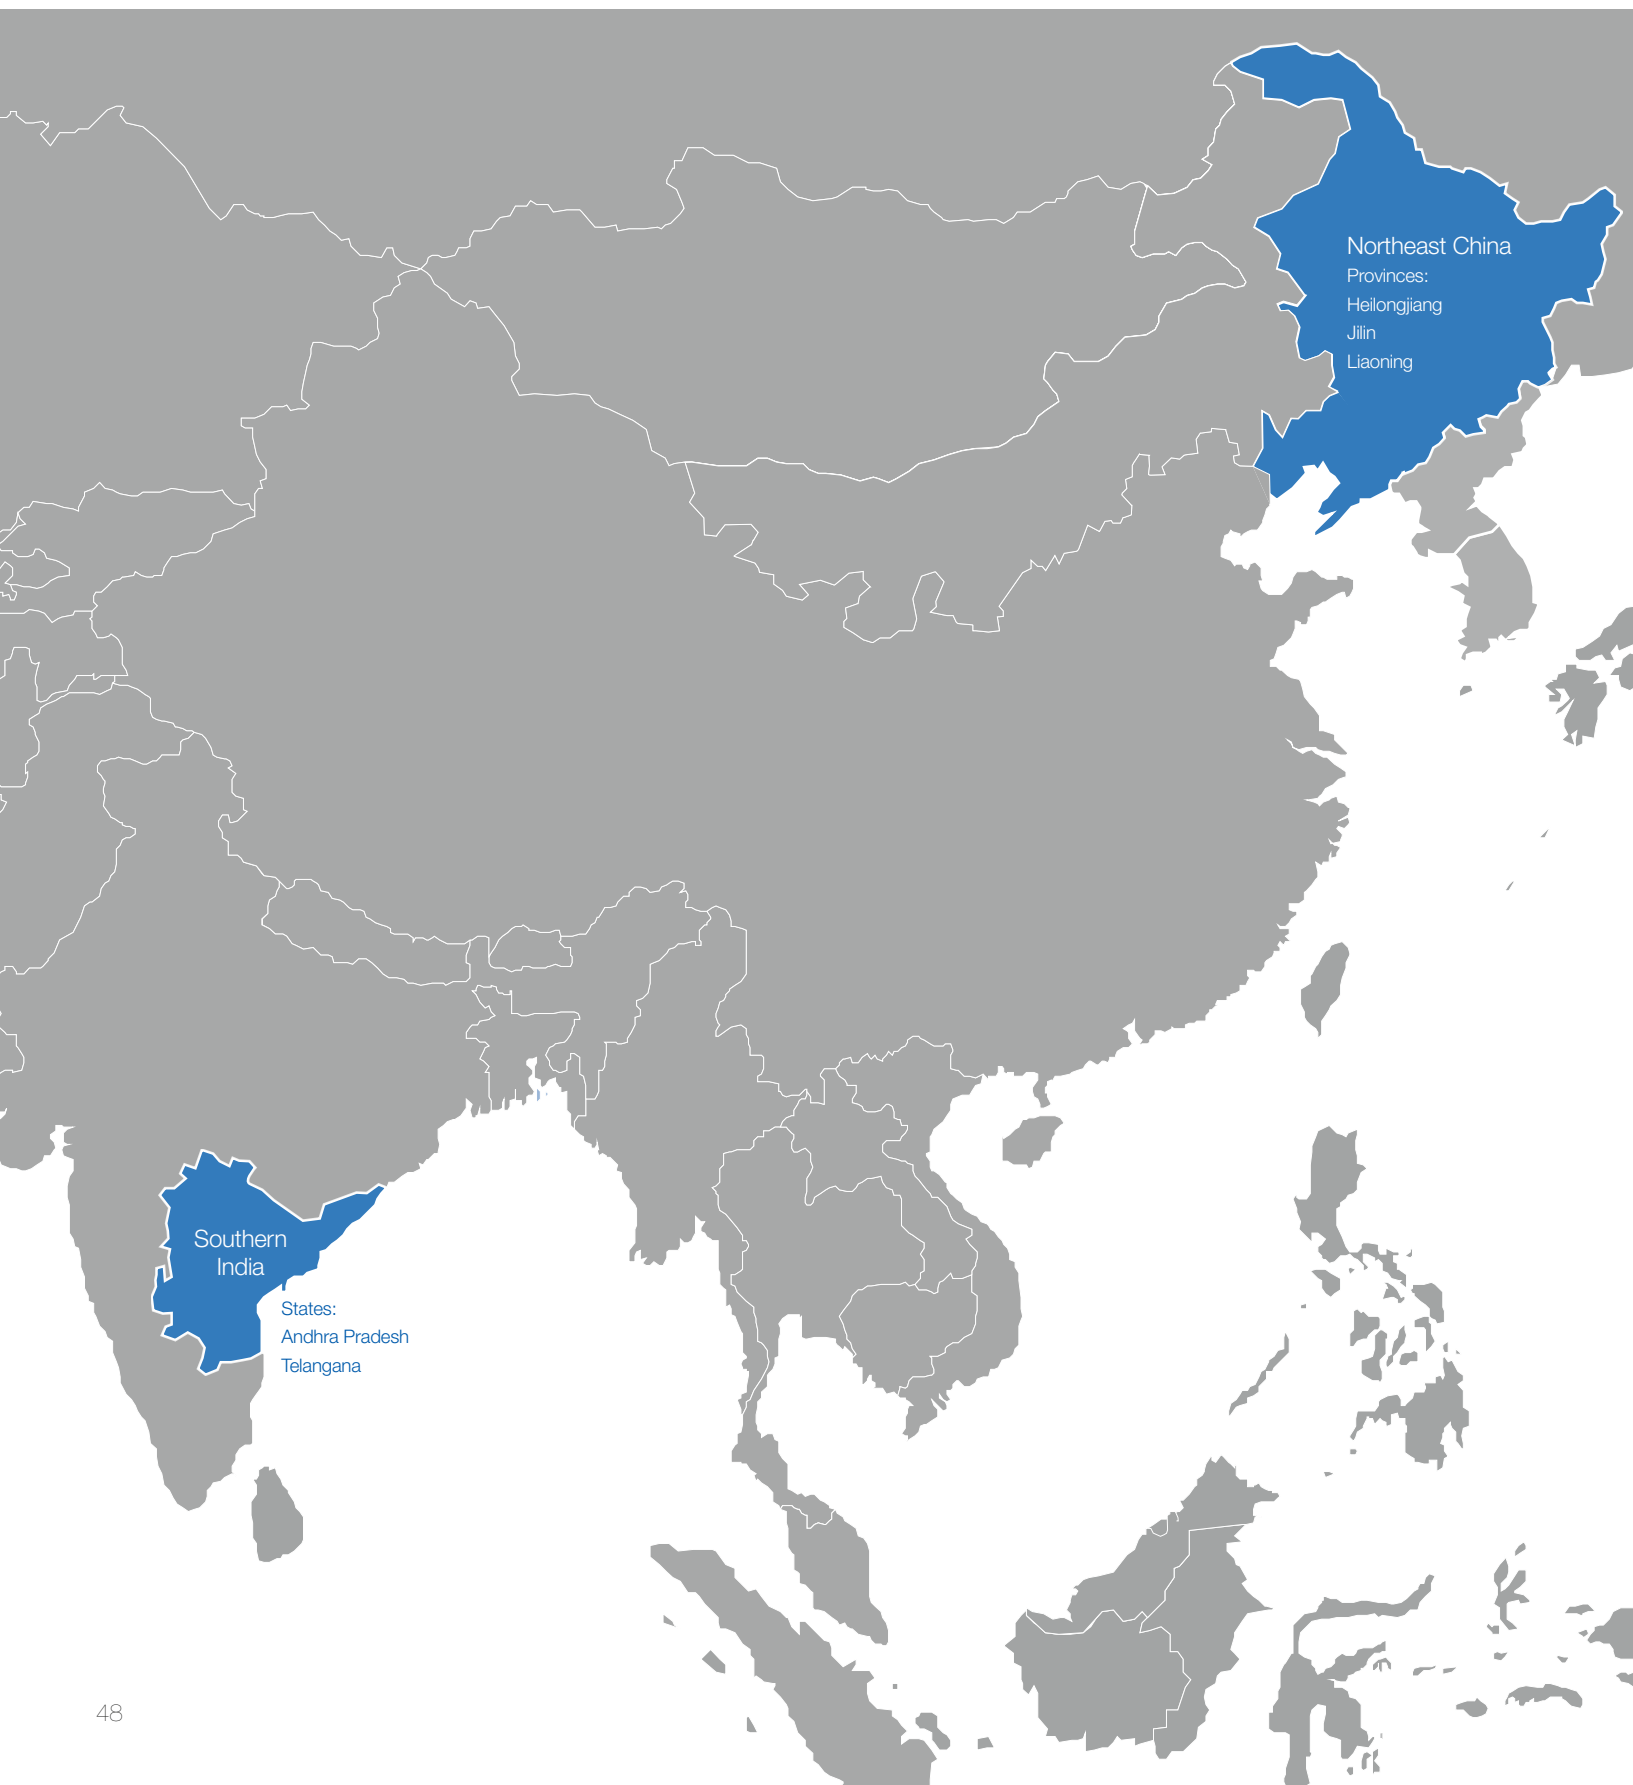 Northeast China
Provinces:
Heilongjiang
Jilin
Liaoning
Southern
India
States:
Andhra Pradesh
Telangana
48